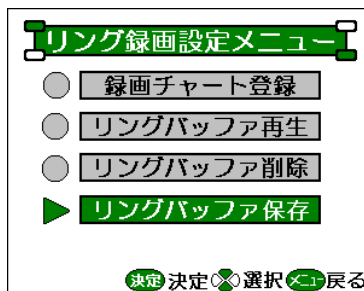 リング録画設定メニュー
録画チャート登録
リングバッファ再生
リングバッファ削除
リングバッファ保存
決定 決定 選択 メニュー 戻る